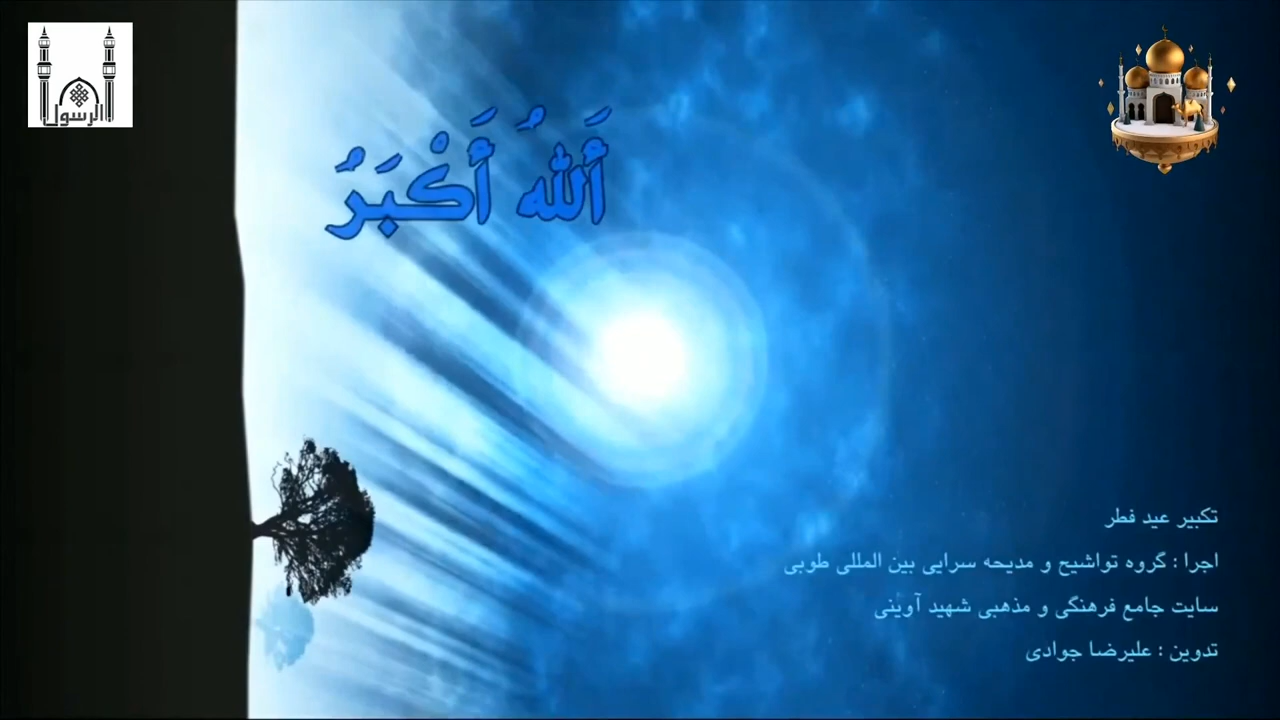 الرسول
أَللهُ أَكْبَرُ
تکبیر عید فطر
اجرا : گروه تواشیح و مدیحه سرایی بین المللی طوبی
سایت جامع فرهنگی و مذهبی شهید آوینی
تدوین : علیرضا جوادی